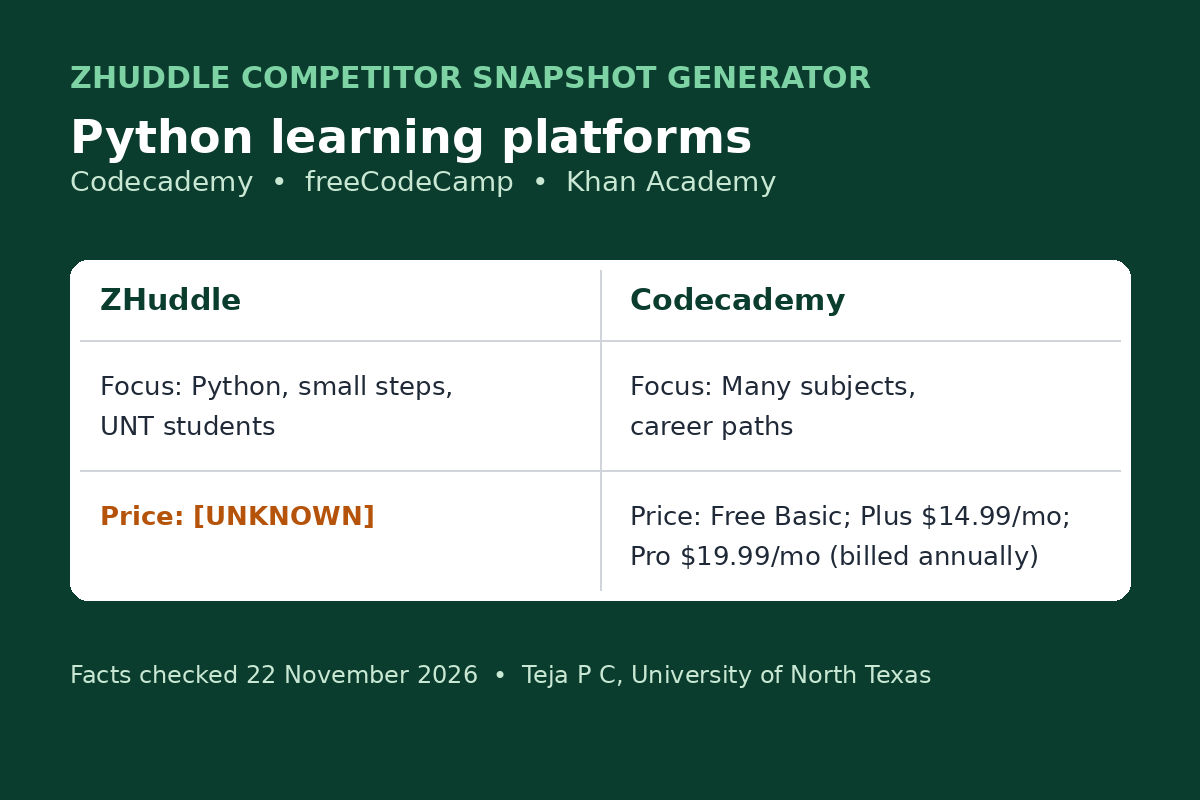 ZHUDDLE COMPETITOR SNAPSHOT GENERATOR
Python learning platforms
Codecademy • freeCodeCamp • Khan Academy
ZHuddle
Codecademy
Focus: Python, small steps,
UNT students
Focus: Many subjects,
career paths
Price: [UNKNOWN]
Price: Free Basic; Plus $14.99/mo;
Pro $19.99/mo (billed annually)
Facts checked 22 November 2026 • Teja P C, University of North Texas